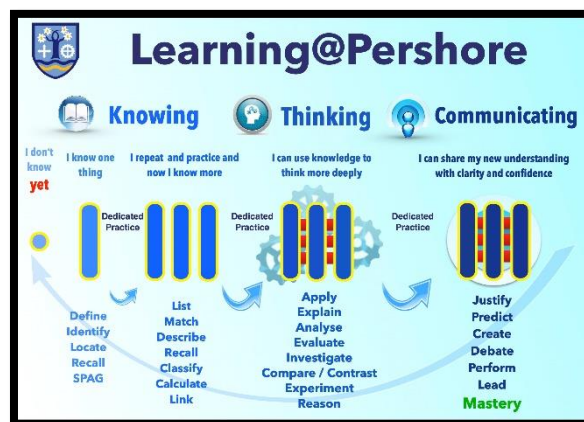 Learning@Pershore
Knowing
Thinking
Communicating
I don't
know
yet
I know one
thing
I repeat and practice and
now I know more
I can use knowledge to
think more deeply
I can share my new understanding
with clarity and confidence
Dedicated
Practice
Dedicated
Practice
Dedicated
Practice
Define
Identify
Locate
Recall
SPAG
List
Match
Describe
Recall
Classify
Calculate
Link
Apply
Explain
Analyse
Evaluate
Investigate
Compare / Contrast
Experiment
Reason
Justify
Predict
Create
Debate
Perform
Lead
Mastery